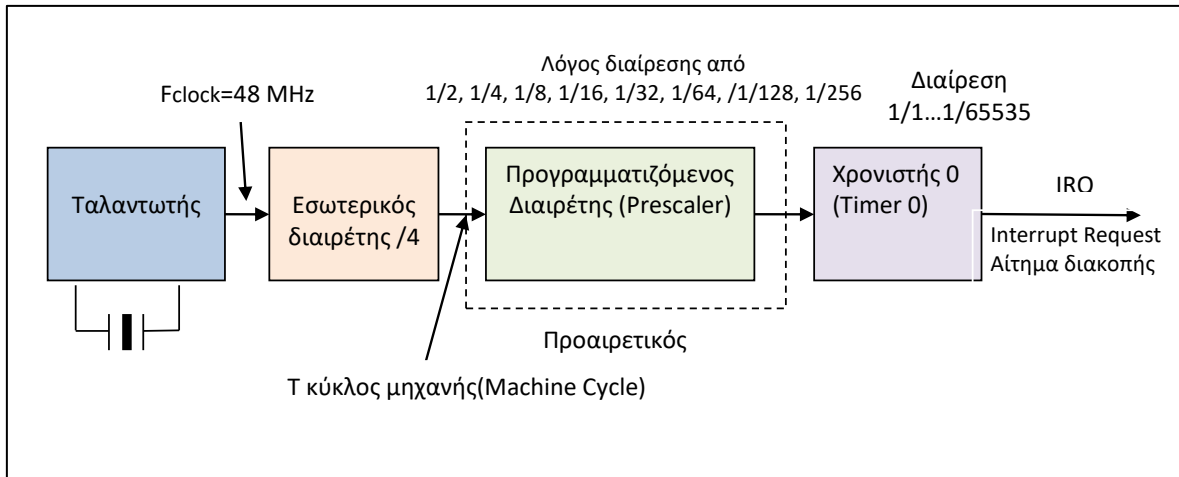 Λόγος διαίρεσης από
1/2, 1/4, 1/8, 1/16, 1/32, 1/64, /1/128, 1/256
Fclock=48 MHz
Διαίρεση
1/1...1/65535
Ταλαντωτής
Εσωτερικός
διαιρέτης /4
Προγραμματιζόμενος
Διαιρέτης (Prescaler)
Χρονιστής 0
(Timer 0)
IRO
Interrupt Request
Αίτημα διακοπής
Προαιρετικός
Τ κύκλος μηχανής(Machine Cycle)